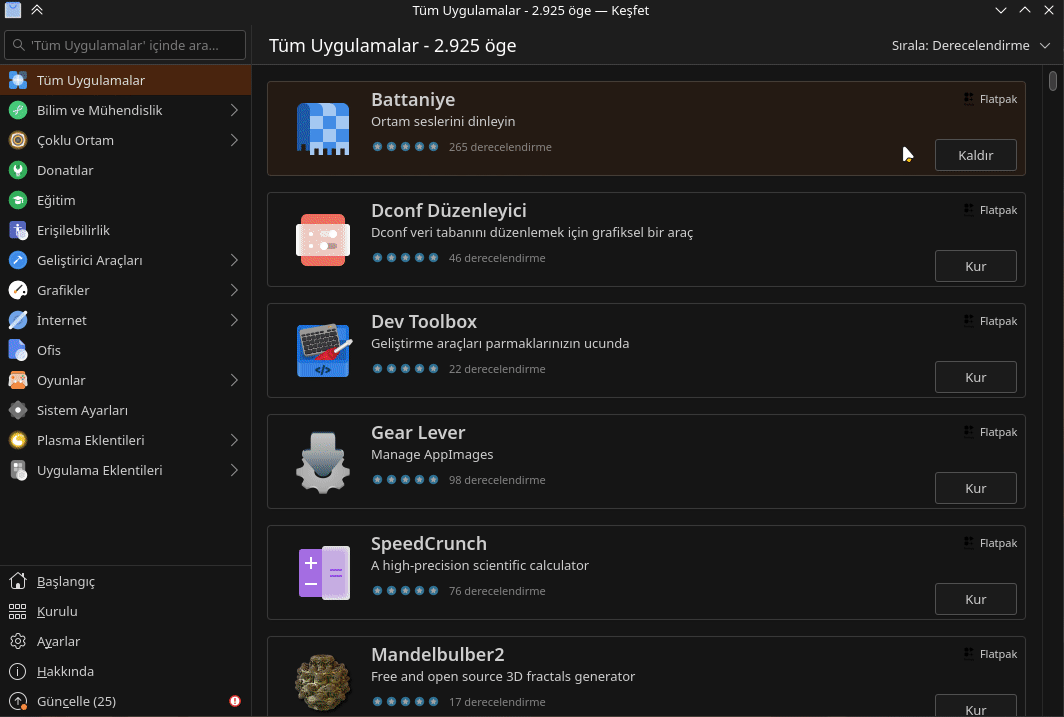 Tüm Uygulamalar - 2.925 öge — Keşfet
'Tüm Uygulamalar' içinde ara...
Tüm Uygulamalar - 2.925 öge
Sırala: Derecelendirme
Tüm Uygulamalar
Bilim ve Mühendislik
Çoklu Ortam
Donatılar
Eğitim
Erişilebilirlik
Geliştirici Araçları
Grafikler
İnternet
Ofis
Oyunlar
Sistem Ayarları
Plasma Eklentileri
Uygulama Eklentileri
Başlangıç
Kurulu
Ayarlar
Hakkında
Güncelle (25)
Battaniye
Flatpak
Ortam seslerini dinleyin
265 derecelendirme
Kaldır
Dconf Düzenleyici
Flatpak
Dconf veri tabanını düzenlemek için grafiksel bir araç
46 derecelendirme
Kur
Dev Toolbox
Flatpak
Geliştirme araçları parmaklarınızın ucunda
22 derecelendirme
Kur
</>
Gear Lever
Flatpak
Manage AppImages
98 derecelendirme
Kur
SpeedCrunch
Flatpak
A high-precision scientific calculator
76 derecelendirme
Kur
Mandelbulber2
Flatpak
Free and open source 3D fractals generator
17 derecelendirme
Kur